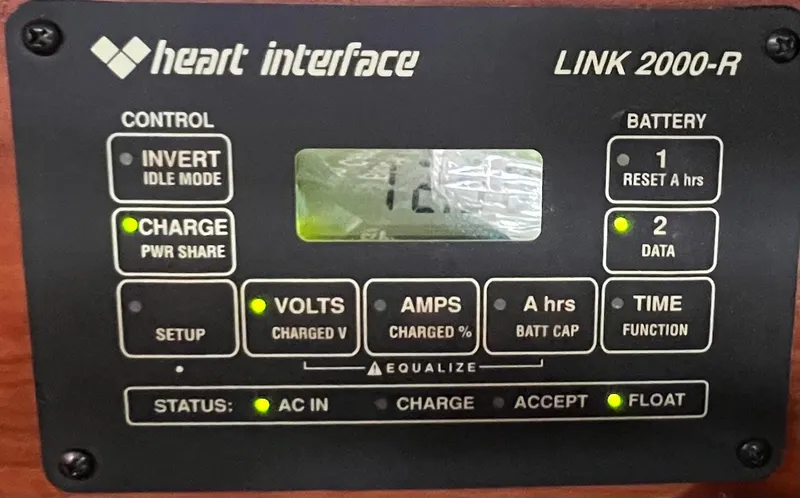 heart interface
LINK 2000-R
CONTROL
BATTERY
INVERT
IDLE MODE
1
RESET A hrs
CHARGE
PWR SHARE
2
DATA
SETUP
VOLTS
CHARGED V
AMPS
CHARGED %
A hrs
BATT CAP
TIME
FUNCTION
EQUALIZE
STATUS: AC IN CHARGE ACCEPT FLOAT